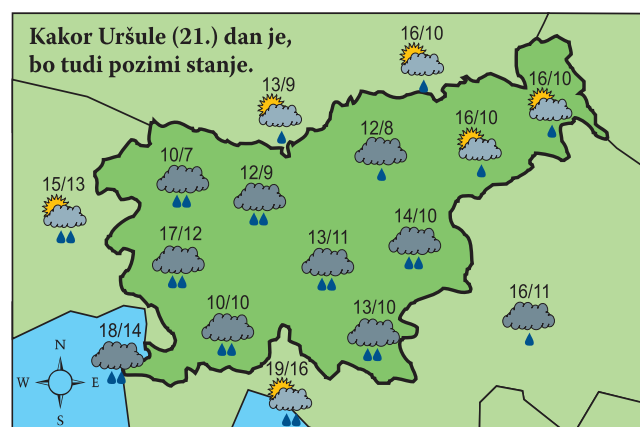 Kakor Uršule (21.) dan je,
bo tudi pozimi stanje.
16/10
13/9
16/10
16/10
12/8
10/7
12/9
15/13
14/10
17/12
13/11
16/11
10/10
13/10
18/14
19/16
N
W
E
S